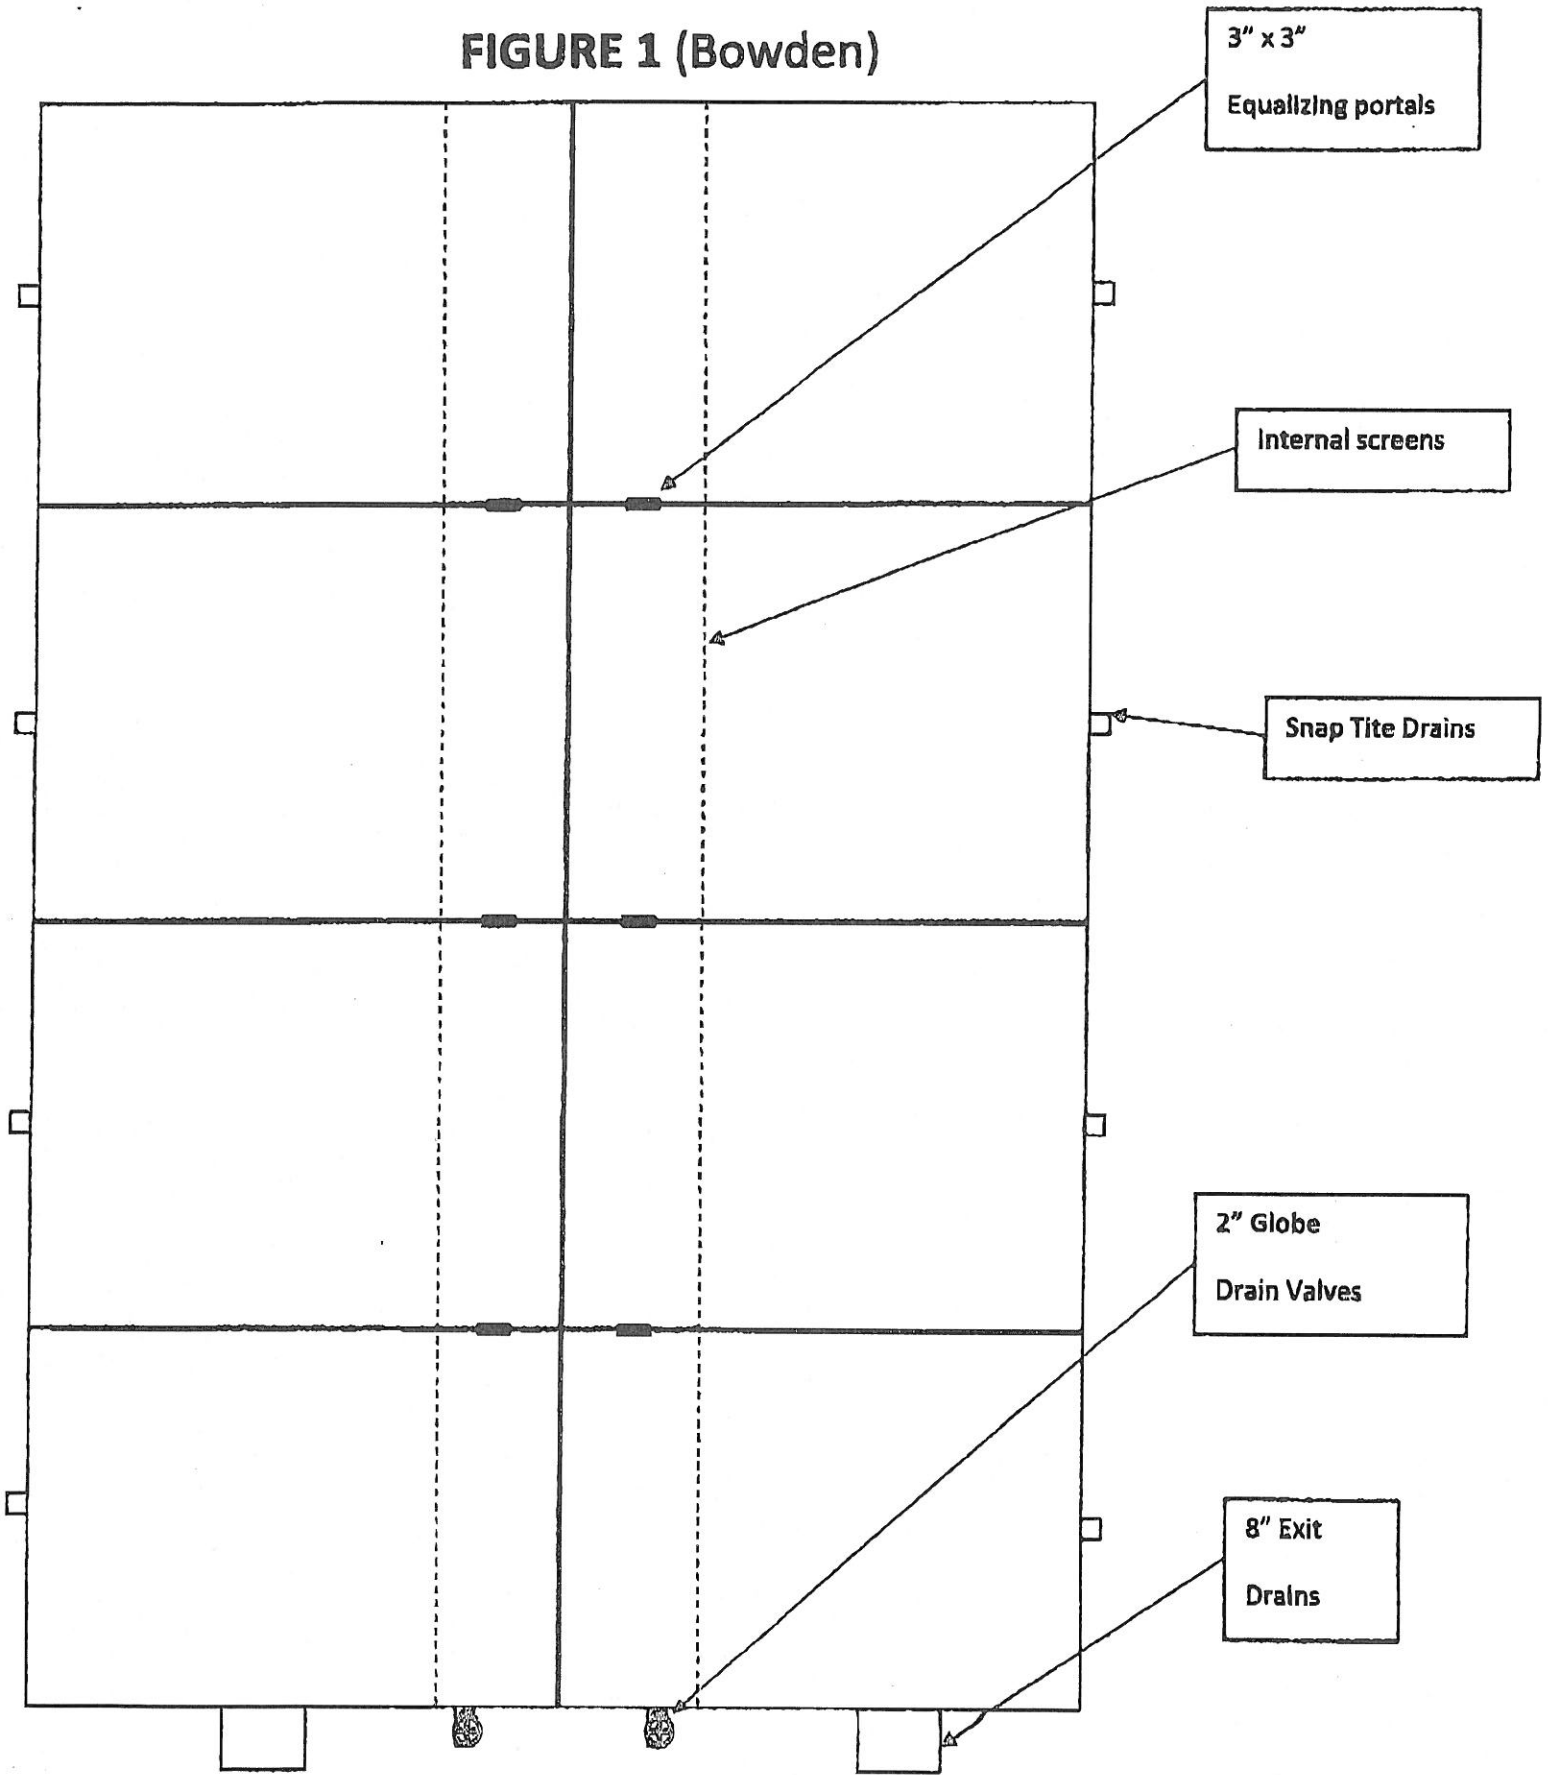 FIGURE 1 (Bowden)
3” x 3”
Equalizing portals
Internal screens
Snap Tite Drains
2” Globe
Drain Valves
8” Exit
Drains